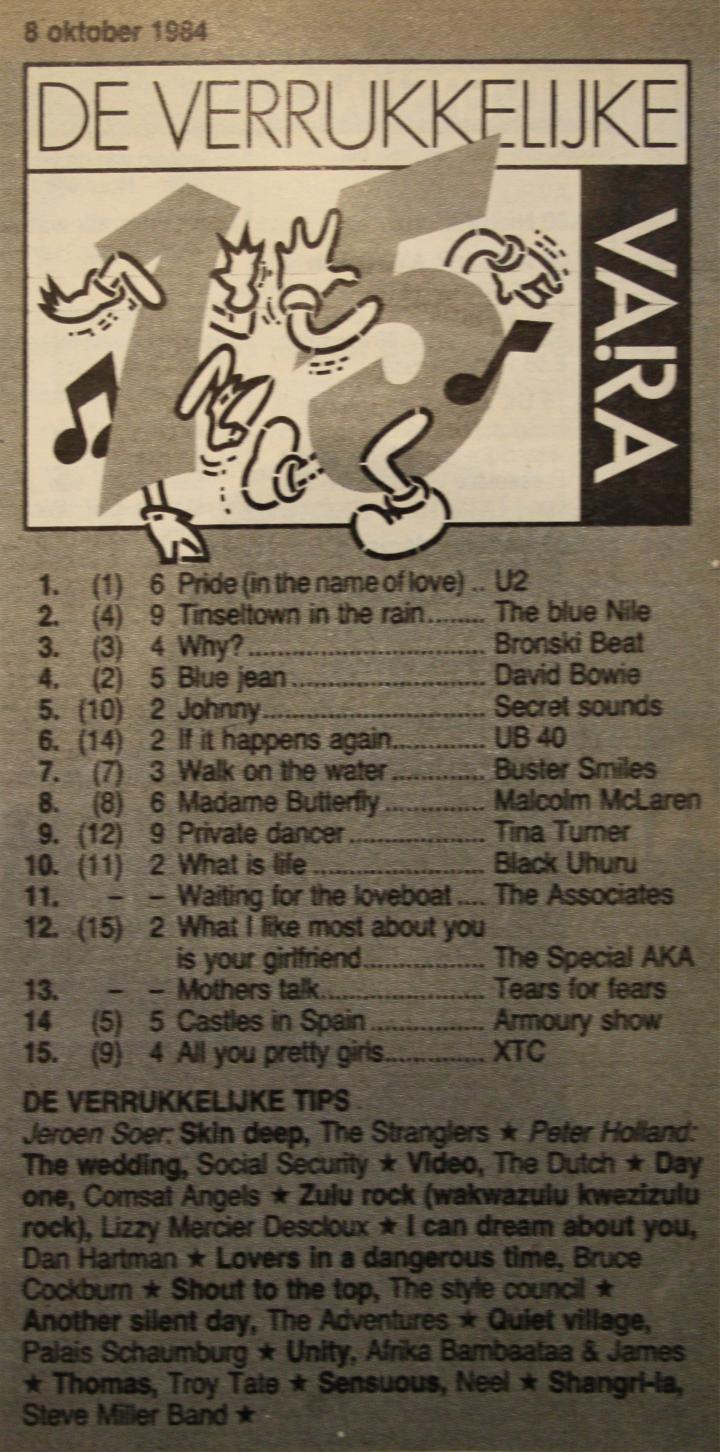 8 oktober 1984
DE VERRUKKELIJKE
15
VARA
1. (1) 6 Pride (in the name of love) .. U2
2. (4) 9 Tinseltown in the rain........ The blue Nile
3. (3) 4 Why?.................................. Bronski Beat
4. (2) 5 Blue jean ........................... David Bowie
5. (10) 2 Johnny................................ Secret sounds
6. (14) 2 If it happens again............. UB 40
7. (7) 3 Walk on the water ............. Buster Smiles
8. (8) 6 Madame Butterfly .............. Malcolm McLaren
9. (12) 9 Private dancer ................... Tina Turner
10. (11) 2 What is life ........................ Black Uhuru
11. – – Waiting for the loveboat .... The Associates
12. (15) 2 What I like most about you
is your girlfriend................. The Special AKA
13. – – Mothers talk....................... Tears for fears
14 (5) 5 Castles in Spain ................ Armoury show
15. (9) 4 All you pretty girls.............. XTC
DE VERRUKKELIJKE TIPS
Jeroen Soer: Skin deep, The Stranglers ★ Peter Holland:
The wedding, Social Security ★ Video, The Dutch ★ Day
one, Comsat Angels ★ Zulu rock (wakwazulu kwezizulu
rock), Lizzy Mercier Descloux ★ I can dream about you,
Dan Hartman ★ Lovers in a dangerous time, Bruce
Cockburn ★ Shout to the top, The style council ★
Another silent day, The Adventures ★ Quiet village,
Palais Schaumburg ★ Unity, Afrika Bambaataa & James
★ Thomas, Troy Tate ★ Sensuous, Neel ★ Shangri-la,
Steve Miller Band ★